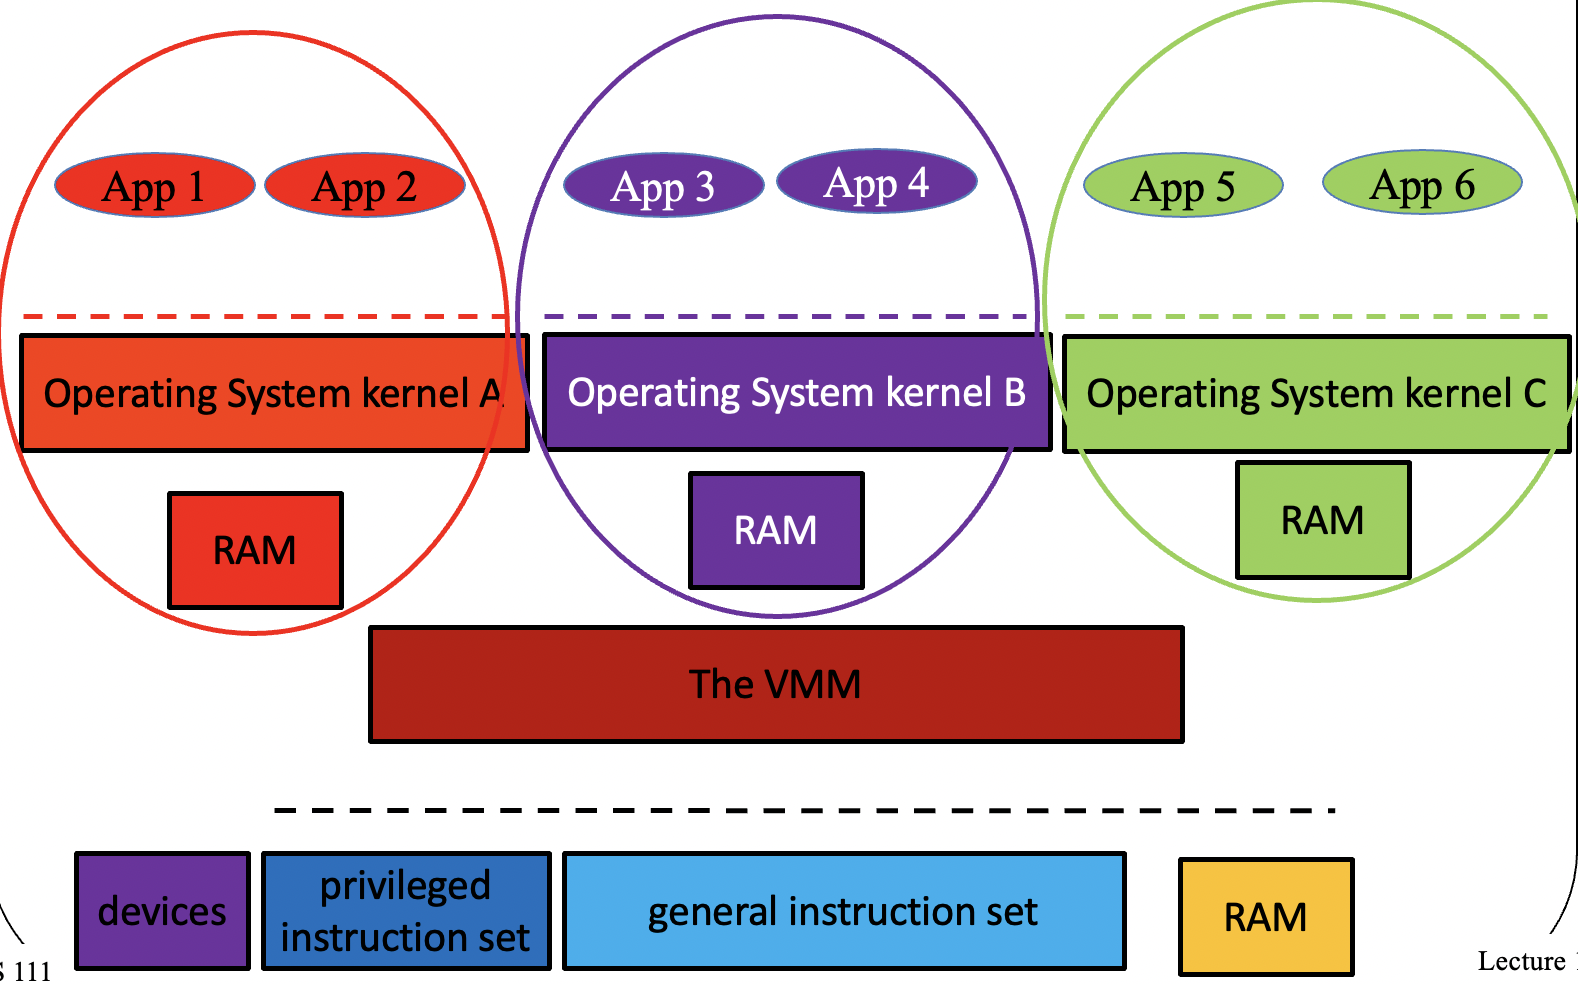 App 1
App 2
App 3
App 4
App 5
App 6
Operating System kernel A
Operating System kernel B
Operating System kernel C
RAM
RAM
RAM
The VMM
devices
privileged
instruction set
general instruction set
RAM
111
Lecture